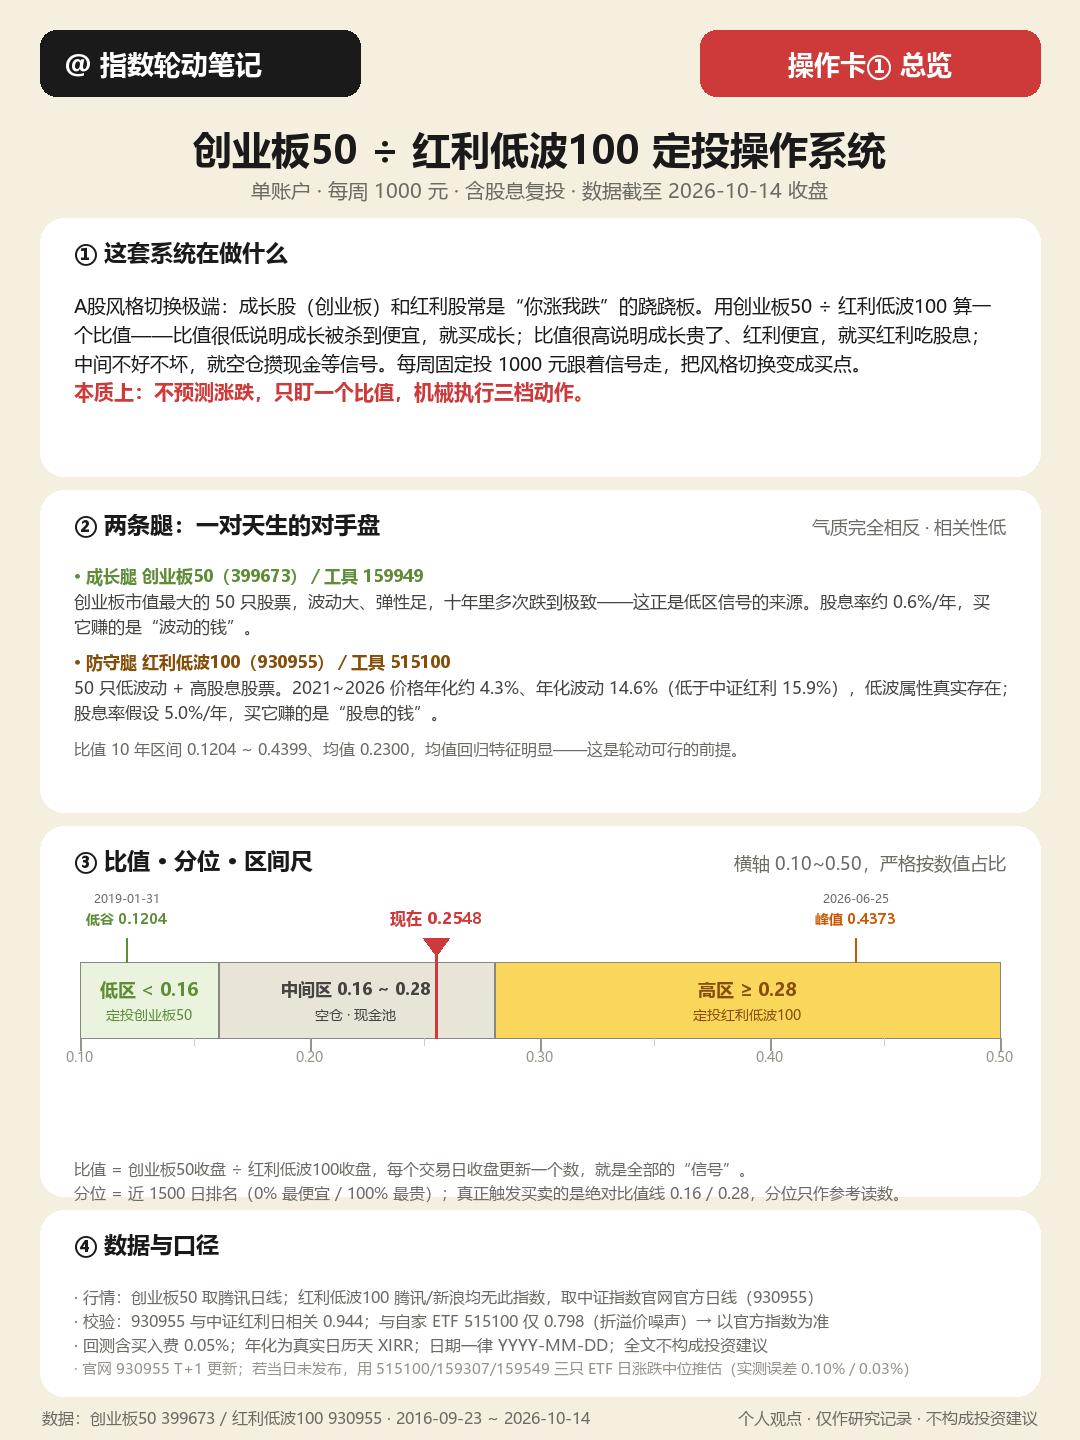 @ 指数轮动笔记
操作卡① 总览
创业板50 ÷ 红利低波100 定投操作系统
单账户 · 每周 1000 元 · 含股息复投 · 数据截至 2026-10-14 收盘
① 这套系统在做什么
A股风格切换极端：成长股（创业板）和红利股常是“你涨我跌”的跷跷板。用创业板50 ÷ 红利低波100 算一
个比值——比值很低说明成长被杀到便宜，就买成长；比值很高说明成长贵了、红利便宜，就买红利吃股息；
中间不好不坏，就空仓攒现金等信号。每周固定投 1000 元跟着信号走，把风格切换变成买点。
本质上：不预测涨跌，只盯一个比值，机械执行三档动作。
② 两条腿：一对天生的对手盘
气质完全相反 · 相关性低
• 成长腿 创业板50（399673） / 工具 159949
创业板市值最大的 50 只股票，波动大、弹性足，十年里多次跌到极致——这正是低区信号的来源。股息率约 0.6%/年，买
它赚的是“波动的钱”。
• 防守腿 红利低波100（930955） / 工具 515100
50 只低波动 + 高股息股票。2021~2026 价格年化约 4.3%、年化波动 14.6%（低于中证红利 15.9%），低波属性真实存在；
股息率假设 5.0%/年，买它赚的是“股息的钱”。
比值 10 年区间 0.1204 ~ 0.4399、均值 0.2300，均值回归特征明显——这是轮动可行的前提。
③ 比值 • 分位 • 区间尺
横轴 0.10~0.50，严格按数值占比
2019-01-31
低谷 0.1204
现在 0.2548
2026-06-25
峰值 0.4373
低区 < 0.16
定投创业板50
中间区 0.16 ~ 0.28
空仓 · 现金池
高区 ≥ 0.28
定投红利低波100
0.10
0.20
0.30
0.40
0.50
比值 = 创业板50收盘 ÷ 红利低波100收盘，每个交易日收盘更新一个数，就是全部的“信号”。
分位 = 近 1500 日排名（0% 最便宜 / 100% 最贵）；真正触发买卖的是绝对比值线 0.16 / 0.28，分位只作参考读数。
④ 数据与口径
· 行情：创业板50 取腾讯日线；红利低波100 腾讯/新浪均无此指数，取中证指数官网官方日线（930955）
· 校验：930955 与中证红利日相关 0.944；与自家 ETF 515100 仅 0.798（折溢价噪声）→ 以官方指数为准
· 回测含买入费 0.05%；年化为真实日历天 XIRR；日期一律 YYYY-MM-DD；全文不构成投资建议
· 官网 930955 T+1 更新；若当日未发布，用 515100/159307/159549 三只 ETF 日涨跌中位推估（实测误差 0.10% / 0.03%）
数据：创业板50 399673 / 红利低波100 930955 · 2016-09-23 ~ 2026-10-14
个人观点 · 仅作研究记录 · 不构成投资建议